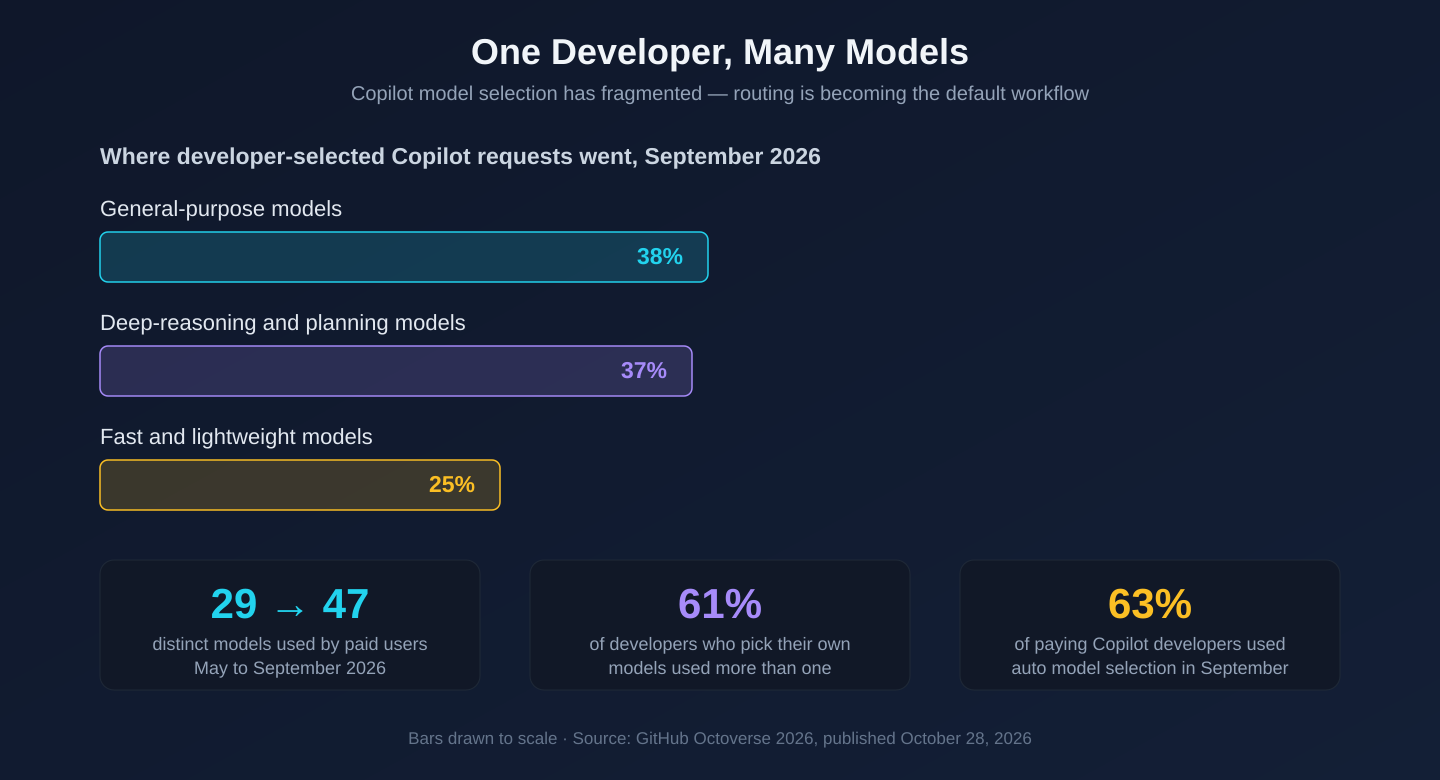 One Developer, Many Models
Copilot model selection has fragmented — routing is becoming the default workflow
Where developer-selected Copilot requests went, September 2026
General-purpose models
38%
Deep-reasoning and planning models
37%
Fast and lightweight models
25%
29 → 47
distinct models used by paid users
May to September 2026
61%
of developers who pick their own
models used more than one
63%
of paying Copilot developers used
auto model selection in September
Bars drawn to scale · Source: GitHub Octoverse 2026, published October 28, 2026